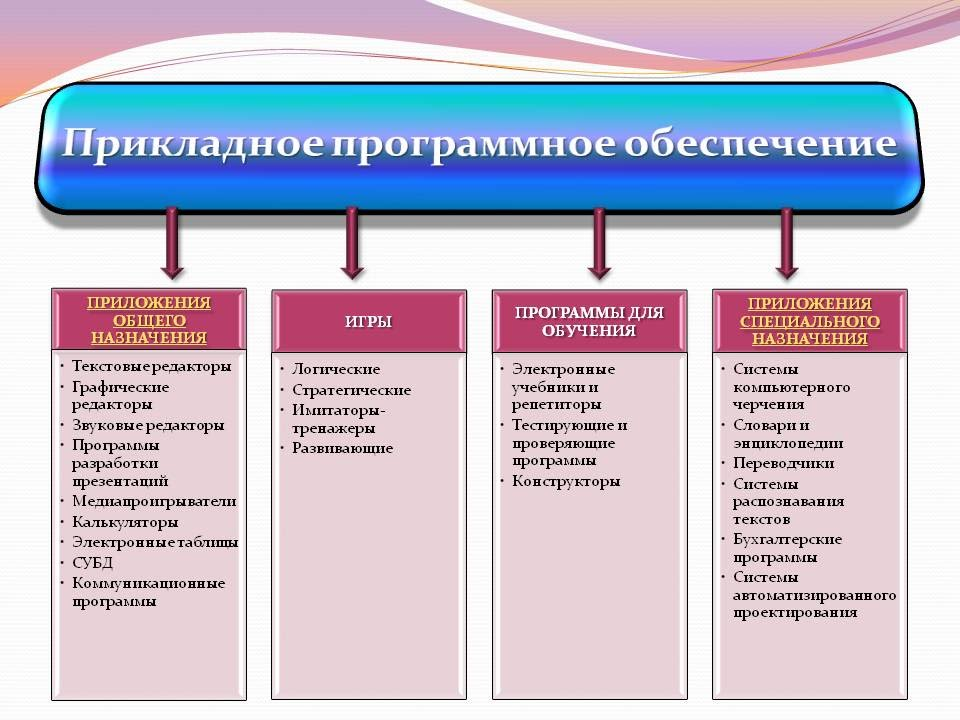 Прикладное программное обеспечение
ПРИЛОЖЕНИЯ
ОБЩЕГО
НАЗНАЧЕНИЯ
• Текстовые редакторы
• Графические
редакторы
• Звуковые редакторы
• Программы
разработки
презентаций
• Медиапроигрыватели
• Калькуляторы
• Электронные таблицы
• СУБД
• Коммуникационные
программы
ИГРЫ
• Логические
• Стратегические
• Имитаторы-
тренажеры
• Развивающие
ПРОГРАММЫ ДЛЯ
ОБУЧЕНИЯ
• Электронные
учебники и
репетиторы
• Тестирующие и
проверяющие
программы
• Конструкторы
ПРИЛОЖЕНИЯ
СПЕЦИАЛЬНОГО
НАЗНАЧЕНИЯ
• Системы
компьютерного
черчения
• Словари и
энциклопедии
• Переводчики
• Системы
распознавания
текстов
• Бухгалтерские
программы
• Системы
автоматизированного
проектирования